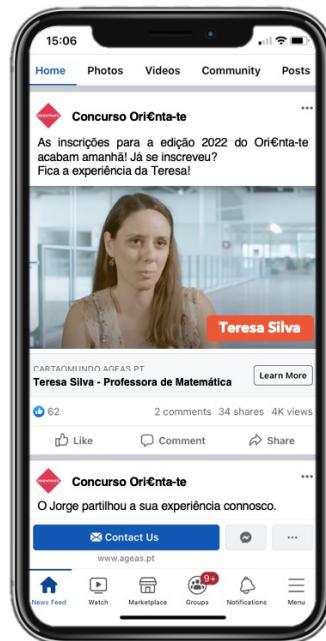 15:06
Home Photos Videos Community Posts
Concurso Ori€nta-te
As inscrições para a edição 2022 do Ori€nta-te
acabam amanhã! Já se inscreveu?
Fica a experiência da Teresa!
Teresa Silva
CARTAOMUNDO AGEAS PT
Teresa Silva - Professora de Matemática
Learn More
62 2 comments 34 shares 4K views
Like Comment Share
Concurso Ori€nta-te
O Jorge partilhou a sua experiência connosco.
Contact Us
www.ageas.pt
9+
News Feed Watch Marketplace Groups Notifications Menu